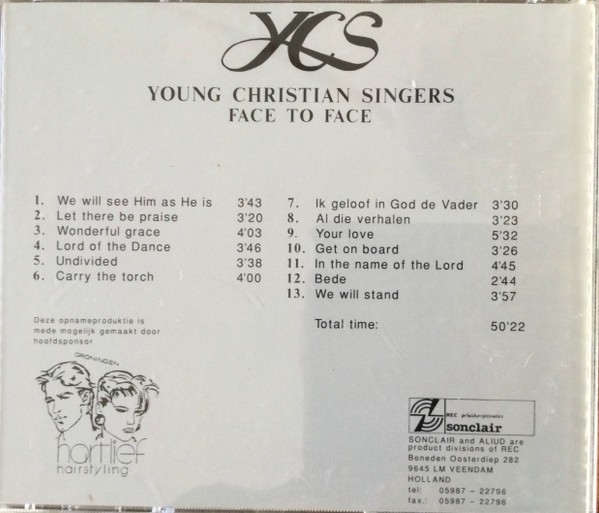 YCS
YOUNG CHRISTIAN SINGERS
FACE TO FACE
1. We will see Him as He is 3'43
2. Let there be praise 3'20
3. Wonderful grace 4'03
4. Lord of the Dance 3'46
5. Undivided 3'38
6. Carry the torch 4'00
7. Ik geloof in God de Vader 3'30
8. Al die verhalen 3'23
9. Your love 5'32
10. Get on board 3'26
11. In the name of the Lord 4'45
12. Bede 2'44
13. We will stand 3'57
Total time: 50'22
Deze opnameproduktie is
mede mogelijk gemaakt door
hoofdsponsor
GRONINGEN
hartlief
hairstyling
REC geluidsorganisaties
sonclair
SONCLAIR and ALIUD are
product divisions of REC
Beneden Oosterdiep 282
9645 LM VEENDAM
HOLLAND
tel: 05987 - 22796
fax.: 05987 - 22796